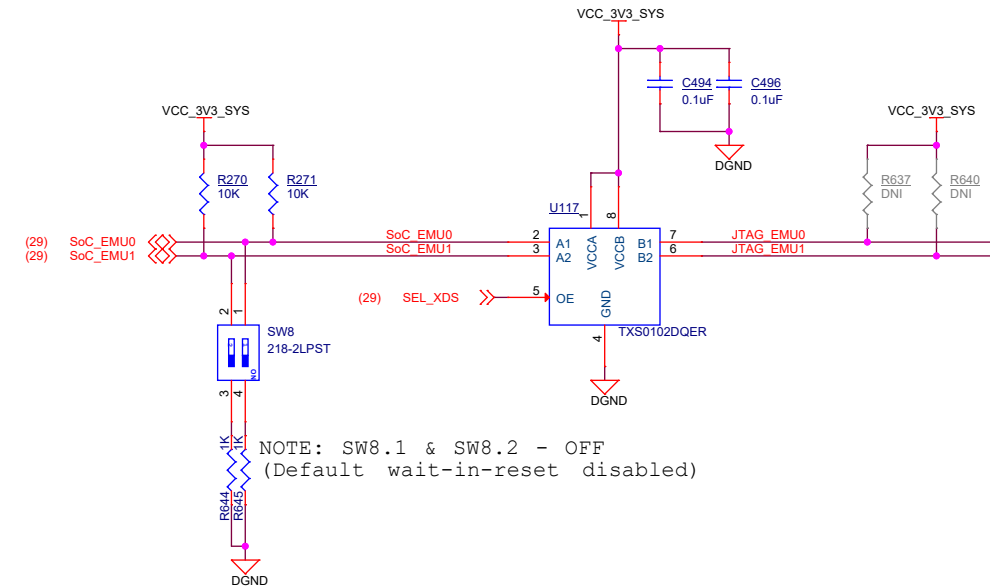 VCC_3V3_SYS
C494
0.1uF
C496
0.1uF
DGND
VCC_3V3_SYS
R270
10K
R271
10K
VCC_3V3_SYS
R637
DNI
R640
DNI
U117
1
8
(29) SoC_EMU0
SoC_EMU0
2
A1
VCCA
VCCB
B1
7
JTAG_EMU0
(29) SoC_EMU1
SoC_EMU1
3
A2
B2
6
JTAG_EMU1
(29) SEL_XDS
5
OE
GND
4
TXS0102DQER
DGND
2
1
SW8
218-2LPST
ON
3
4
1K
1K
R644
R645
NOTE: SW8.1 & SW8.2 - OFF
(Default wait-in-reset disabled)
DGND